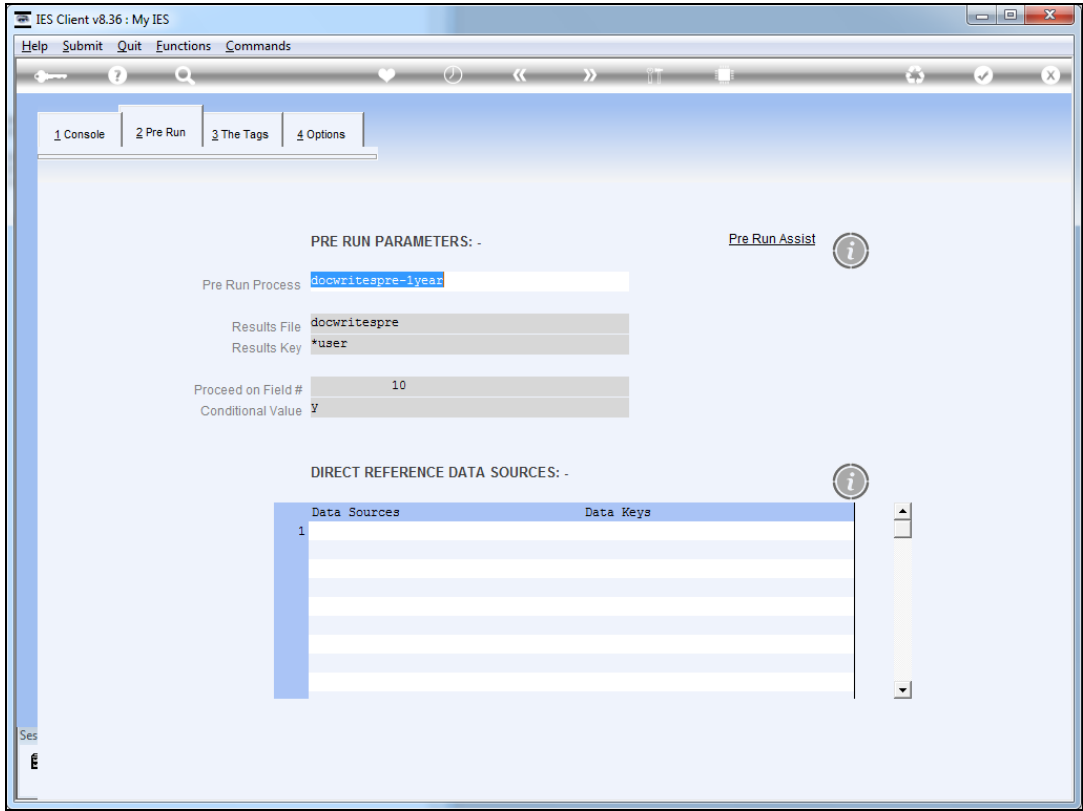 IES Client v8.36 : My IES
Help Submit Quit Functions Commands
1 Console 2 Pre Run 3 The Tags 4 Options
PRE RUN PARAMETERS: - Pre Run Assist
Pre Run Process docwritespre-1year
Results File docwritespre
Results Key *user
Proceed on Field # 10
Conditional Value Y
DIRECT REFERENCE DATA SOURCES: -
Data Sources Data Keys
1
Ses